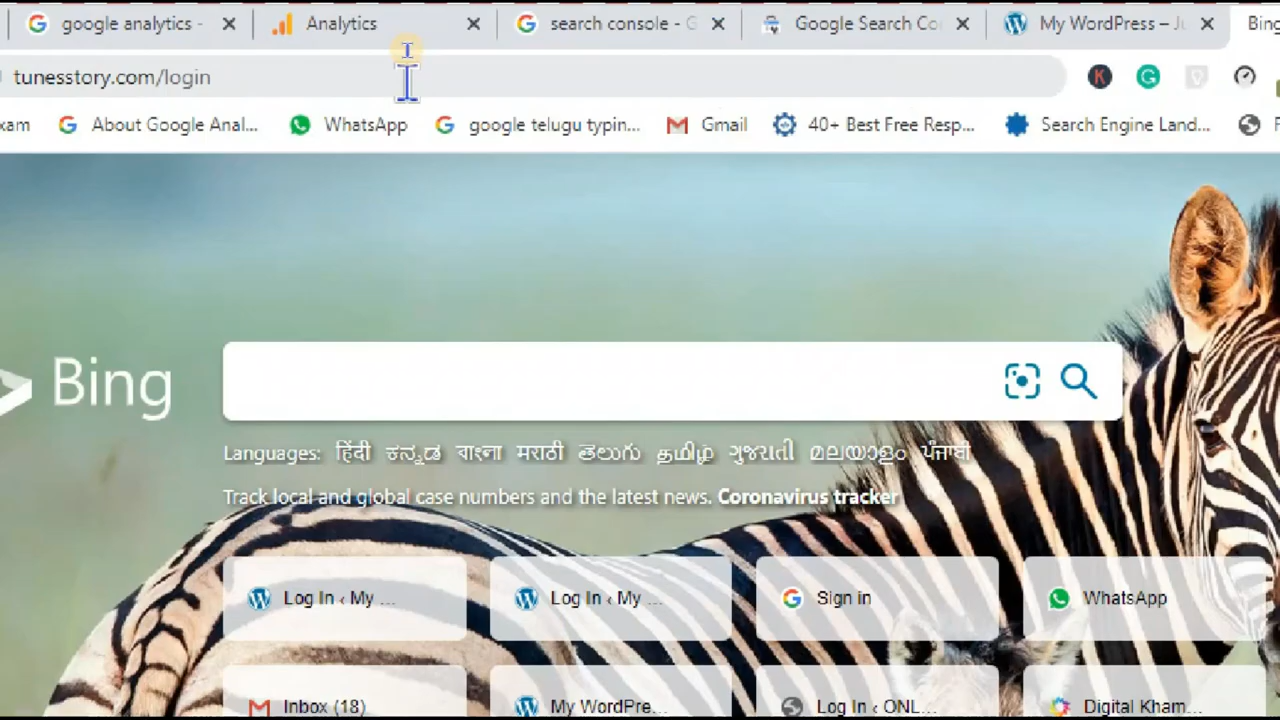 google analytics -
Analytics
search console - G
Google Search Co
My WordPress – Ju
Bing
tunesstory.com/login
xam
About Google Anal...
WhatsApp
google telugu typin...
Gmail
40+ Best Free Resp...
Search Engine Land...
F
Bing
Languages: हिंदी ಕನ್ನಡ বাংলা मराठी తెలుగు தமிழ் ગુજરાતી മലയാളം ਪੰਜਾਬੀ
Track local and global case numbers and the latest news. Coronavirus tracker
Log In ‹ My ...
Log In ‹ My ...
Sign in
WhatsApp
Inbox (18)
My WordPre...
Log In ‹ ONL...
Digital Kham...